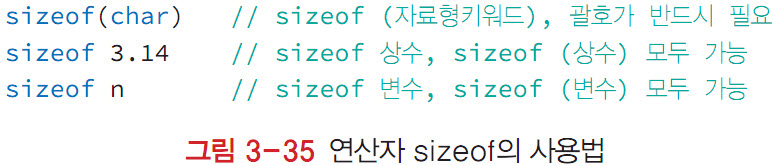 sizeof(char) // sizeof (자료형키워드), 괄호가 반드시 필요
sizeof 3.14 // sizeof 상수, sizeof (상수) 모두 가능
sizeof n // sizeof 변수, sizeof (변수) 모두 가능
그림 3-35 연산자 sizeof의 사용법